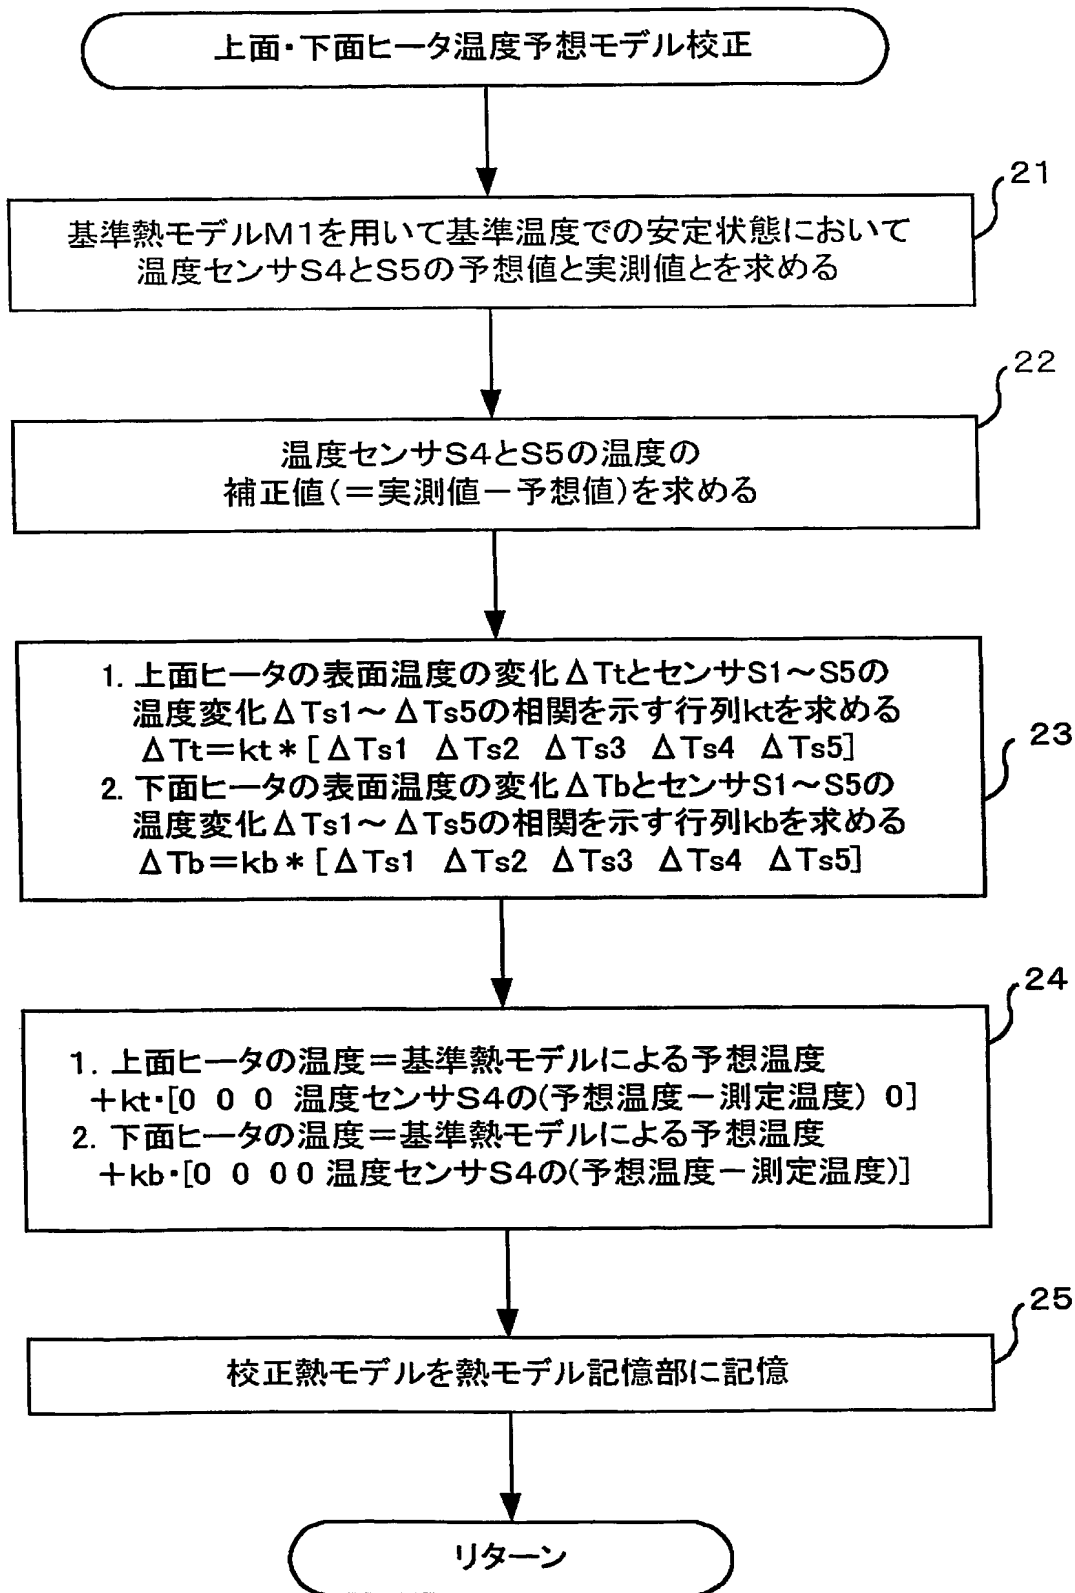 上面・下面ヒータ温度予想モデル校正
21
基準熱モデルM1を用いて基準温度での安定状態において
温度センサS4とS5の予想値と実測値とを求める
22
温度センサS4とS5の温度の
補正値(＝実測値－予想値)を求める
1. 上面ヒータの表面温度の変化ΔTtとセンサS1～S5の
温度変化ΔTs1～ΔTs5の相関を示す行列ktを求める
ΔTt＝kt*[ΔTs1 ΔTs2 ΔTs3 ΔTs4 ΔTs5]
2. 下面ヒータの表面温度の変化ΔTbとセンサS1～S5の
温度変化ΔTs1～ΔTs5の相関を示す行列kbを求める
ΔTb＝kb*[ΔTs1 ΔTs2 ΔTs3 ΔTs4 ΔTs5]
23
24
1. 上面ヒータの温度＝基準熱モデルによる予想温度
＋kt・[0 0 0 温度センサS4の(予想温度－測定温度) 0]
2. 下面ヒータの温度＝基準熱モデルによる予想温度
＋kb・[0 0 0 0 温度センサS4の(予想温度－測定温度)]
25
校正熱モデルを熱モデル記憶部に記憶
リターン